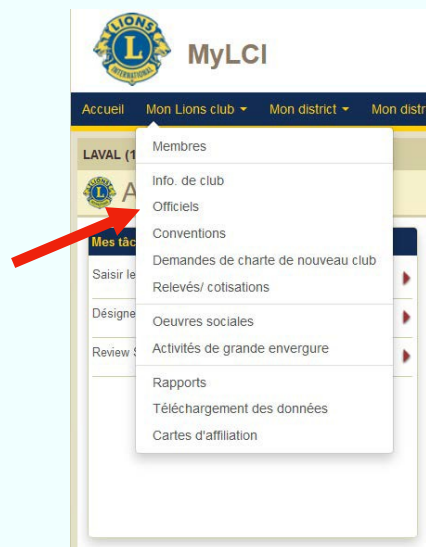 LIONS
INTERNATIONAL
MyLCI
Accueil Mon Lions club Mon district Mon distr
LAVAL (1
A
Mes tâc
Saisir le
Désigne
Review S
Membres
Info. de club
Officiels
Conventions
Demandes de charte de nouveau club
Relevés/ cotisations
Oeuvres sociales
Activités de grande envergure
Rapports
Téléchargement des données
Cartes d'affiliation